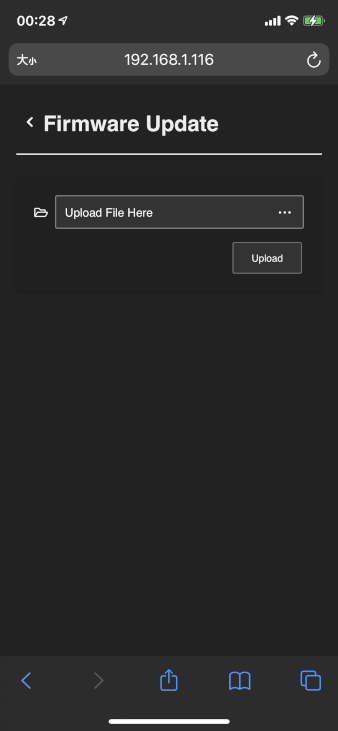 00:28
大小 192.168.1.116
Firmware Update
Upload File Here
Upload